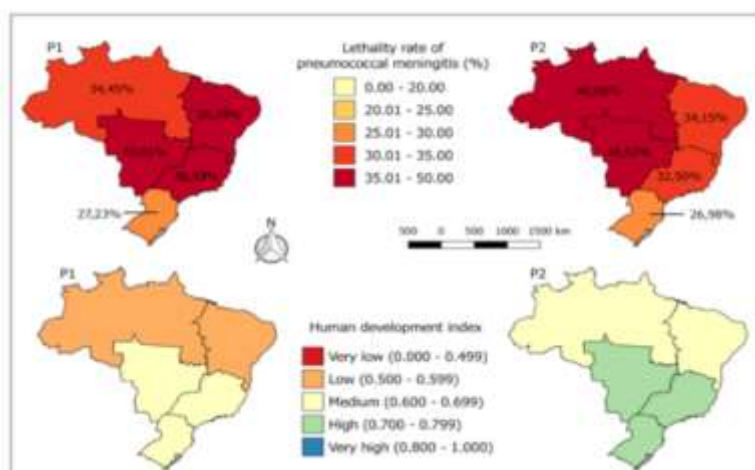 P1
Lethality rate of
pneumococcal meningitis (%)
0.00 - 20.00
20.01 - 25.00
25.01 - 30.00
30.01 - 35.00
35.01 - 50.00
P2
34,45%
34,15%
32,50%
27,23%
26,98%
N
500 0 500 1000 1500 km
P1
Human development index
Very low (0.000 - 0.499)
Low (0.500 - 0.599)
Medium (0.600 - 0.699)
High (0.700 - 0.799)
Very high (0.800 - 1.000)
P2